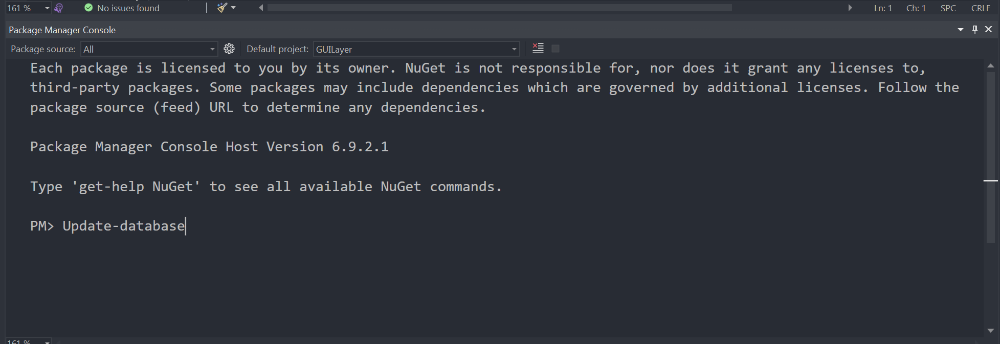 161 %
No issues found
Ln: 1 Ch: 1 SPC CRLF
Package Manager Console
Package source: All Default project: GUILayer
Each package is licensed to you by its owner. NuGet is not responsible for, nor does it grant any licenses to,
third-party packages. Some packages may include dependencies which are governed by additional licenses. Follow the
package source (feed) URL to determine any dependencies.
Package Manager Console Host Version 6.9.2.1
Type 'get-help NuGet' to see all available NuGet commands.
PM> Update-database
161 %